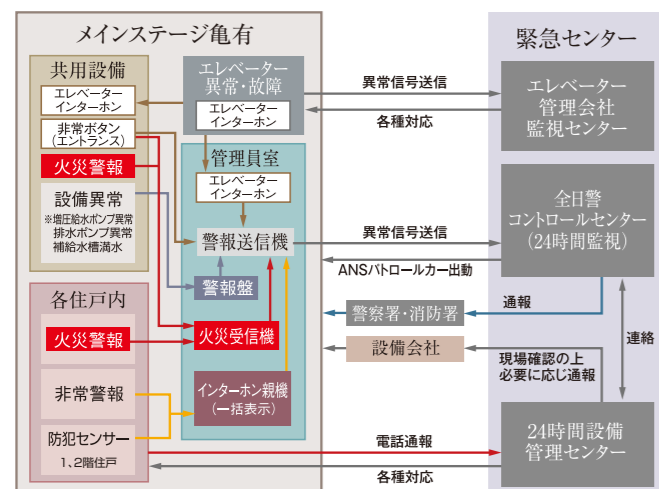 メインステージ亀有
共用設備
エレベーター
インターホン
非常ボタン
(エントランス)
火災警報
設備異常
※増圧給水ポンプ異常
排水ポンプ異常
補給水槽満水
エレベーター
異常・故障
エレベーター
インターホン
管理員室
エレベーター
インターホン
警報送信機
警報盤
火災受信機
インターホン親機
(一括表示)
各住戸内
火災警報
非常警報
防犯センサー
1、2階住戸
異常信号送信
各種対応
異常信号送信
ANSパトロールカー出動
通報
警察署・消防署
設備会社
現場確認の上
必要に応じ通報
連絡
電話通報
各種対応
緊急センター
エレベーター
管理会社
監視センター
全日警
コントロールセンター
(24時間監視)
24時間設備
管理センター